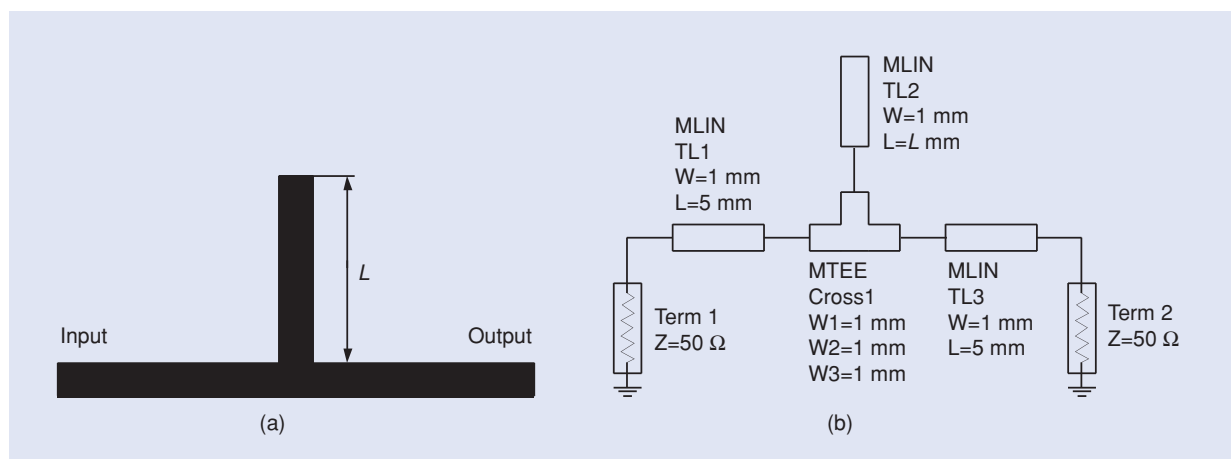 Input
L
Output
(a)
MLIN
TL1
W=1 mm
L=5 mm
MLIN
TL2
W=1 mm
L=L mm
Term 1
Z=50 Ω
MTEE
Cross1
W1=1 mm
W2=1 mm
W3=1 mm
MLIN
TL3
W=1 mm
L=5 mm
Term 2
Z=50 Ω
(b)